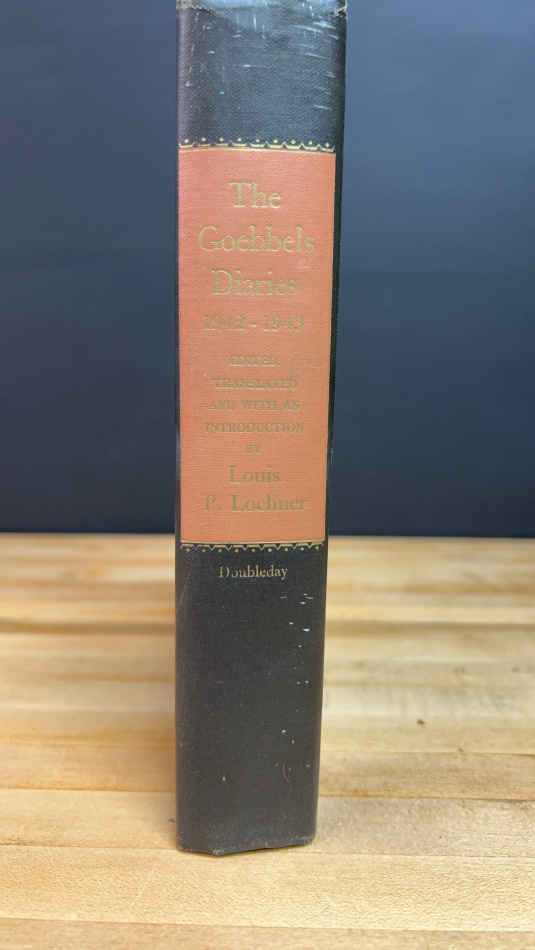 The
Goebbels
Diaries
1942-1943
EDITED,
TRANSLATED
AND WITH AN
INTRODUCTION
BY
Louis
P. Lochner
Doubleday